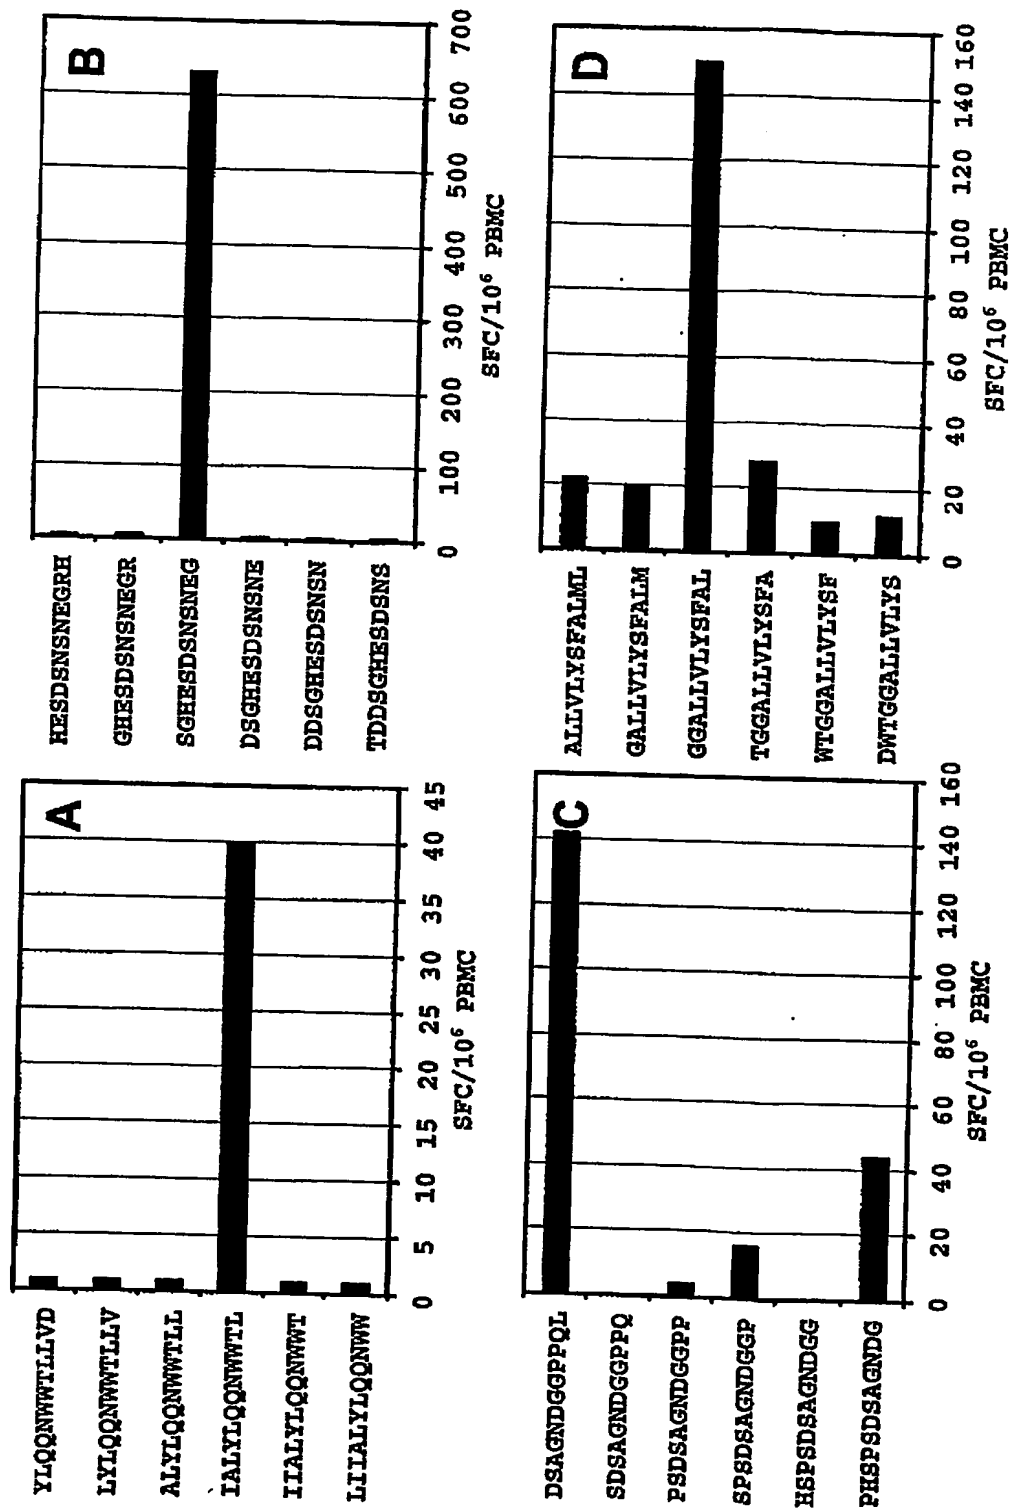 A
YLQQNWWTLLVD
LYLQQNWWTLLV
ALYLQQNWWTLL
IALYLQQNWWTL
IIALYLQQNWWT
LIIALYLQQNWW
0 5 10 15 20 25 30 35 40 45
SFC/10⁶ PBMC
B
HESDSNSNEGRH
GHESDSNSNEGR
SGHESDSNSNEG
DSGHESDSNSNE
DDSGHESDSNSN
TDDSGHESDSNS
0 100 200 300 400 500 600 700
SFC/10⁶ PBMC
C
DSAGNDGGPPQL
SDSAGNDGGPPQ
PSDSAGNDGGPP
SPSDSAGNDGGP
HSPSDSAGNDGG
PHSPSDSAGNDG
0 20 40 60 80 100 120 140 160
SFC/10⁶ PBMC
D
ALLVLYSFALML
GALLVLYSFALM
GGALLVLYSFAL
TGGALLVLYSFA
WTGGALLVLYSF
DWTGGALLVLYS
0 20 40 60 80 100 120 140 160
SFC/10⁶ PBMC